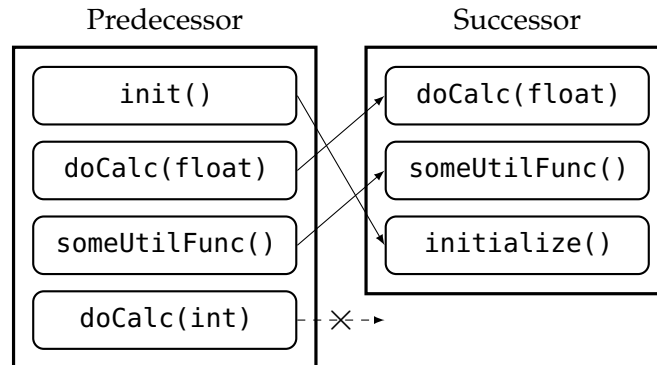 Predecessor
Successor
init()
doCalc(float)
someUtilFunc()
doCalc(int)
doCalc(float)
someUtilFunc()
initialize()